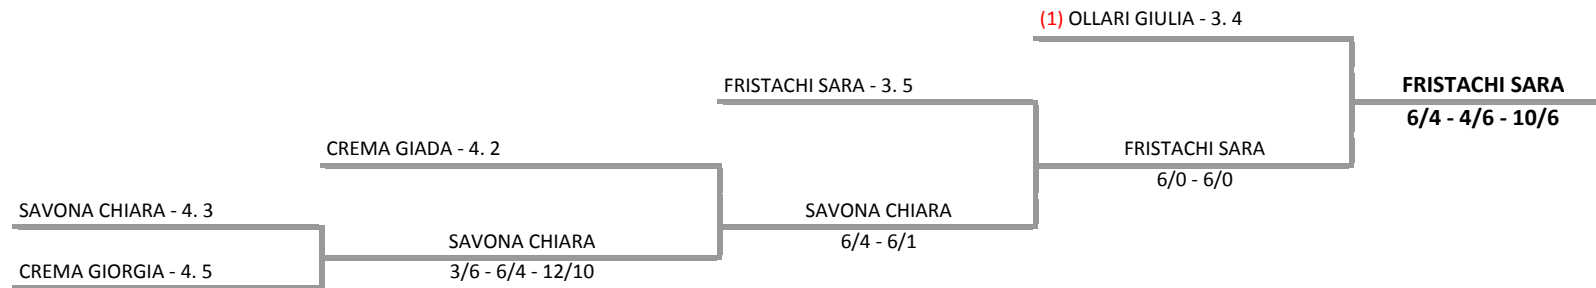 (1) OLLARI GIULIA - 3. 4
FRISTACHI SARA - 3. 5
FRISTACHI SARA
6/4 - 4/6 - 10/6
CREMA GIADA - 4. 2
FRISTACHI SARA
6/0 - 6/0
SAVONA CHIARA - 4. 3
SAVONA CHIARA
6/4 - 6/1
SAVONA CHIARA
3/6 - 6/4 - 12/10
CREMA GIORGIA - 4. 5